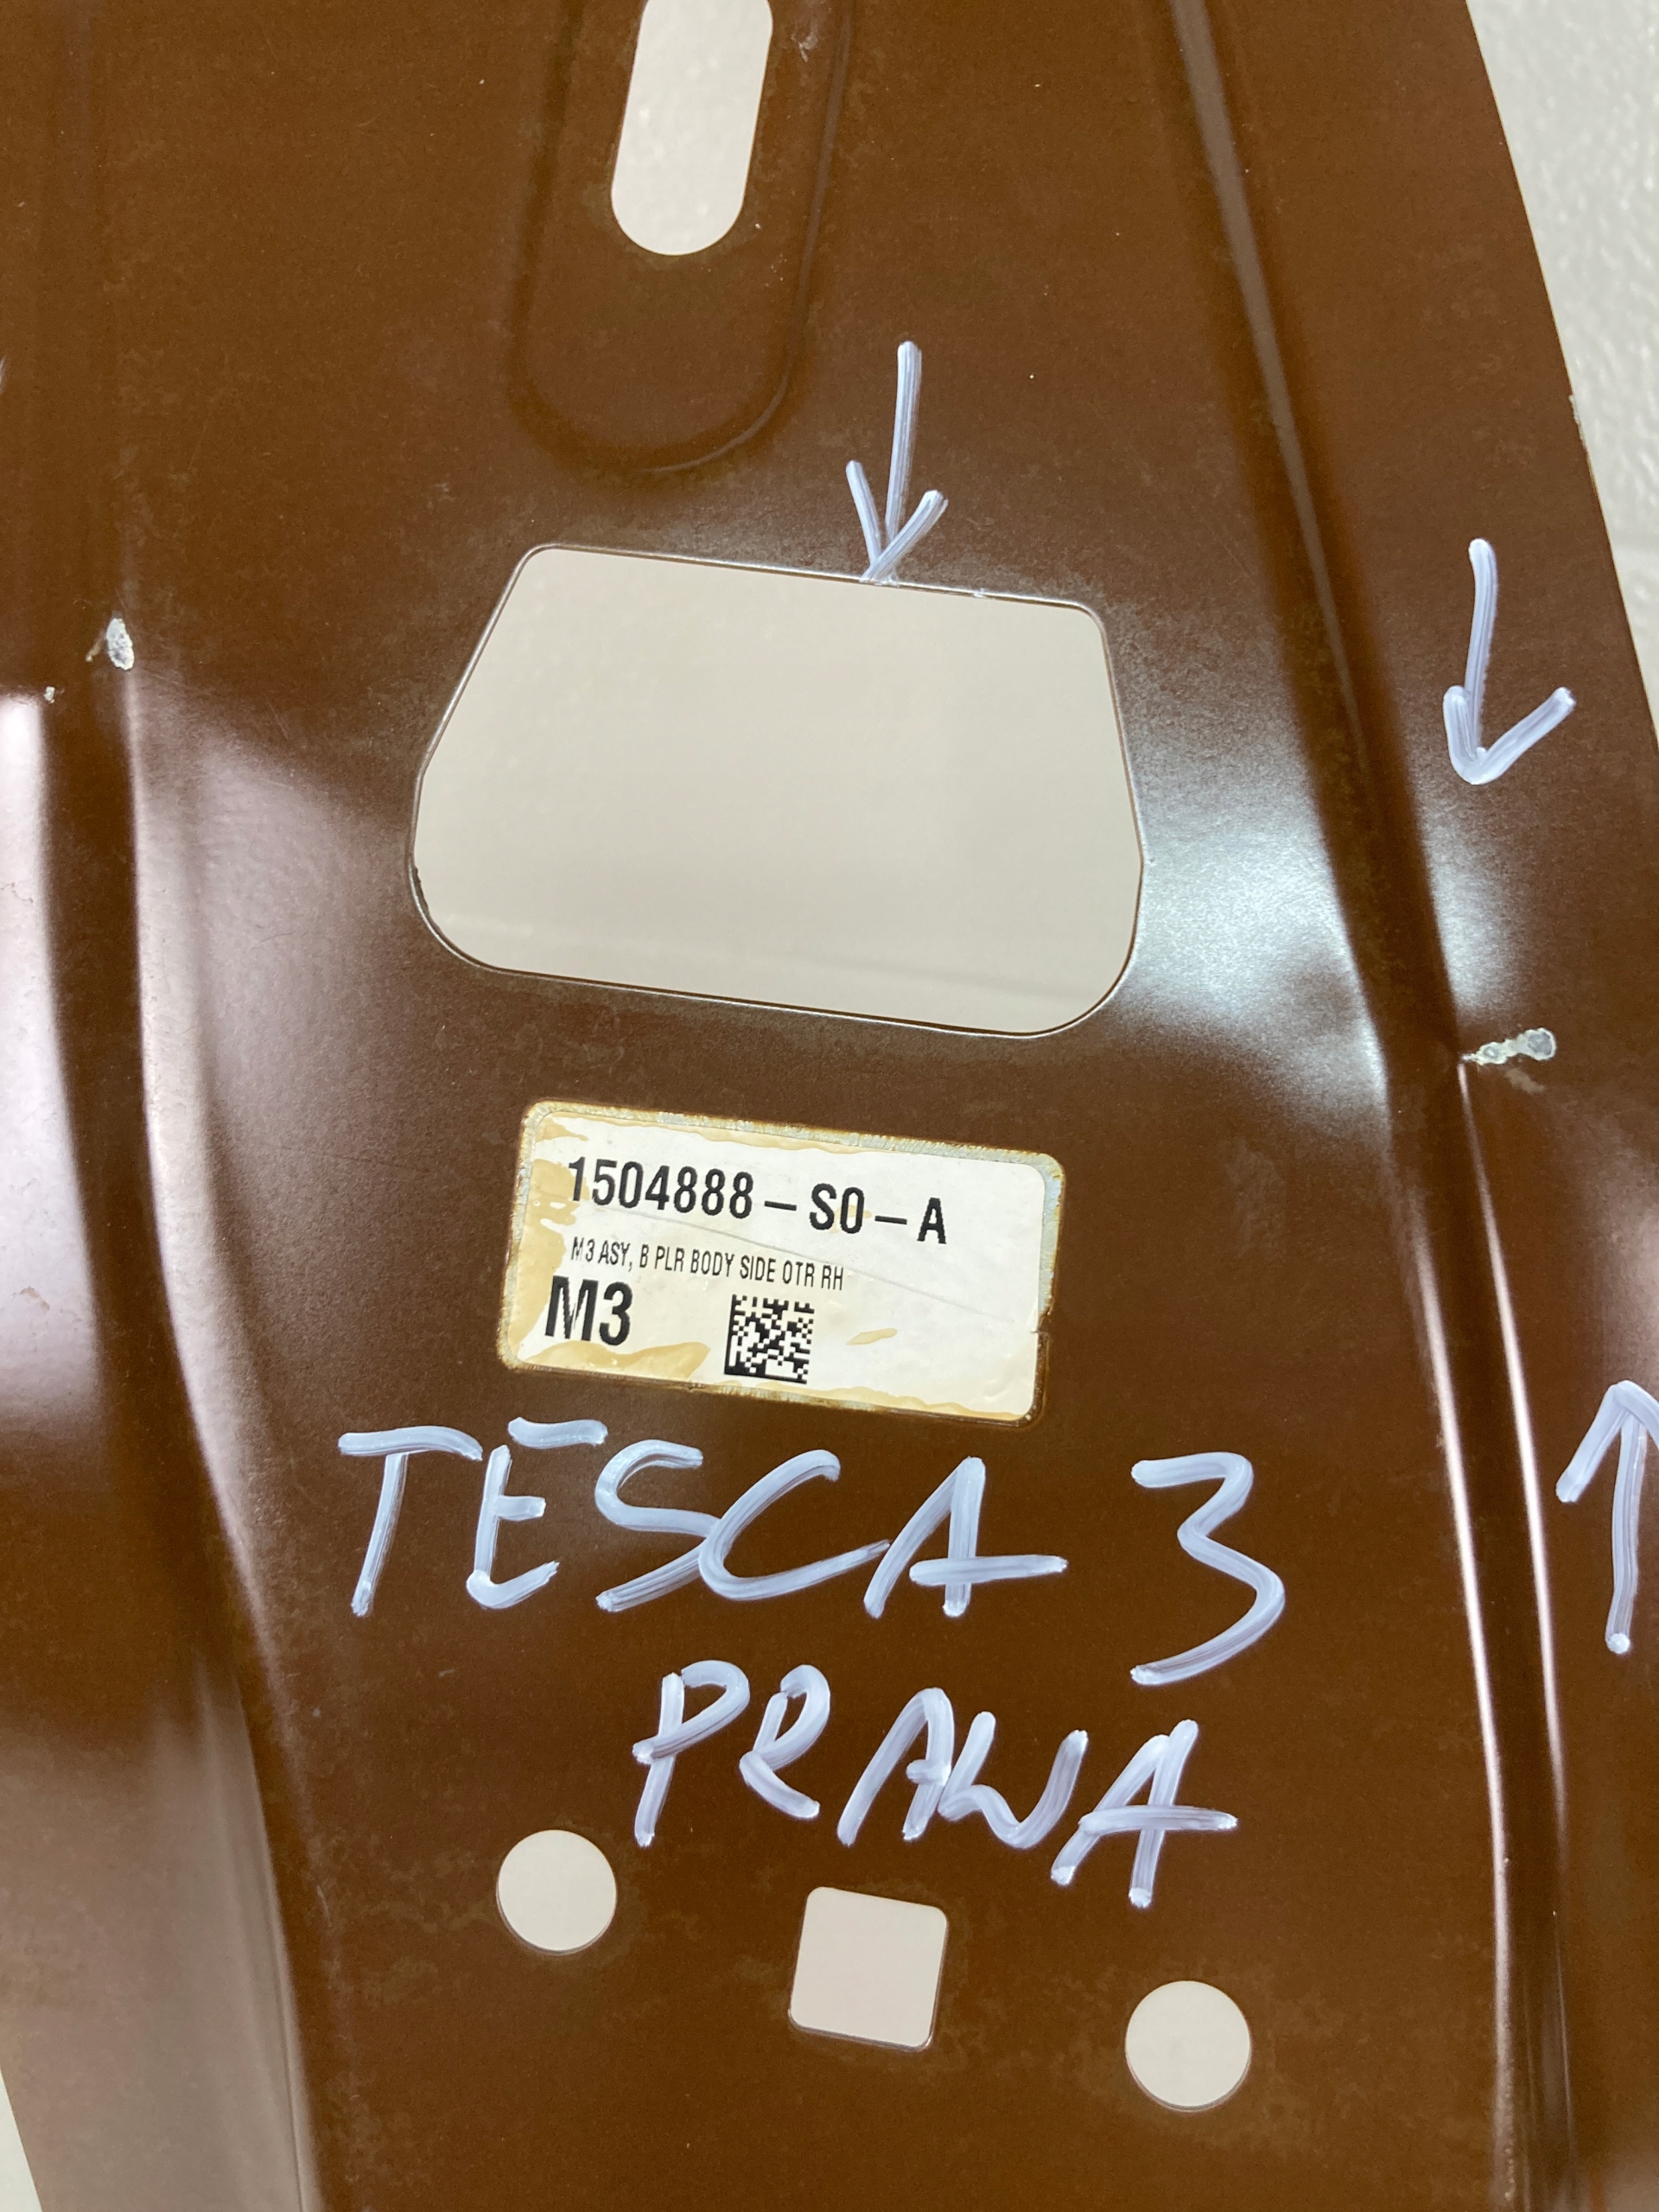 1504888-S0-A
M3 ASY, B PLR BODY SIDE OTR RH
M3
TESCA 3
PRAWA